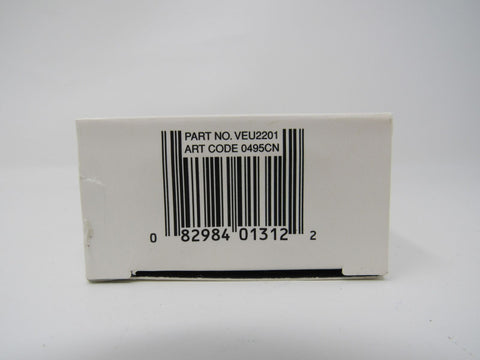 PART NO. VEU2201
ART CODE 0495CN
0 82984 01312 2